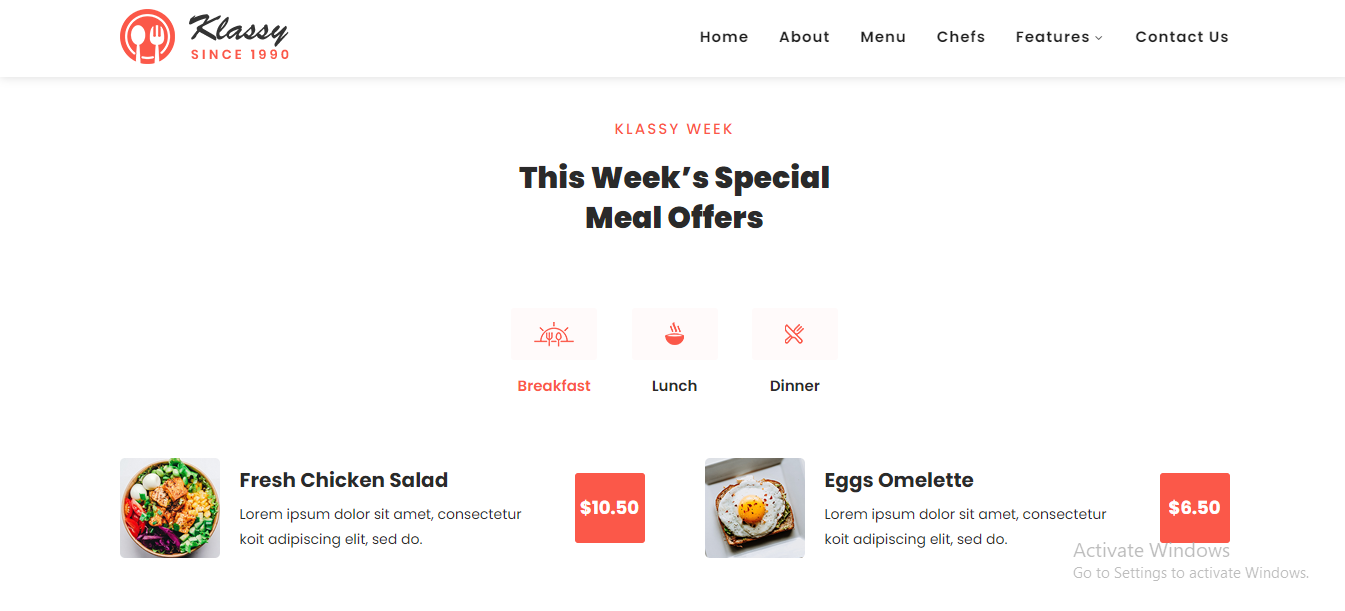 Klassy
SINCE 1990
Home About Menu Chefs Features Contact Us
KLASSY WEEK
This Week’s Special
Meal Offers
Breakfast Lunch Dinner
Fresh Chicken Salad
Lorem ipsum dolor sit amet, consectetur
koit adipiscing elit, sed do.
$10.50
Eggs Omelette
Lorem ipsum dolor sit amet, consectetur
koit adipiscing elit, sed do.
$6.50
Activate Windows
Go to Settings to activate Windows.